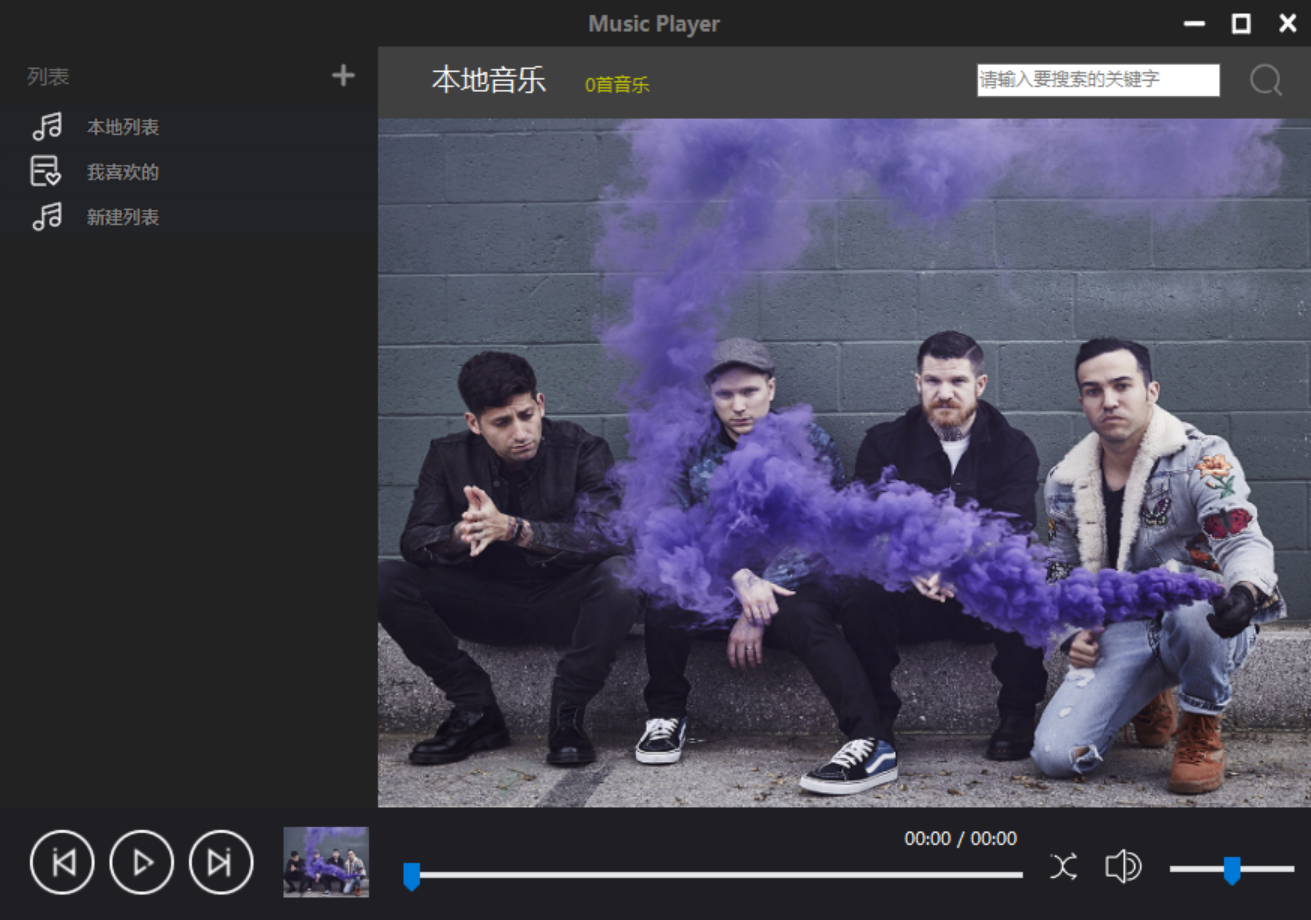 Music Player
列表
本地音乐 0首音乐
请输入要搜索的关键字
本地列表
我喜欢的
新建列表
00:00 / 00:00